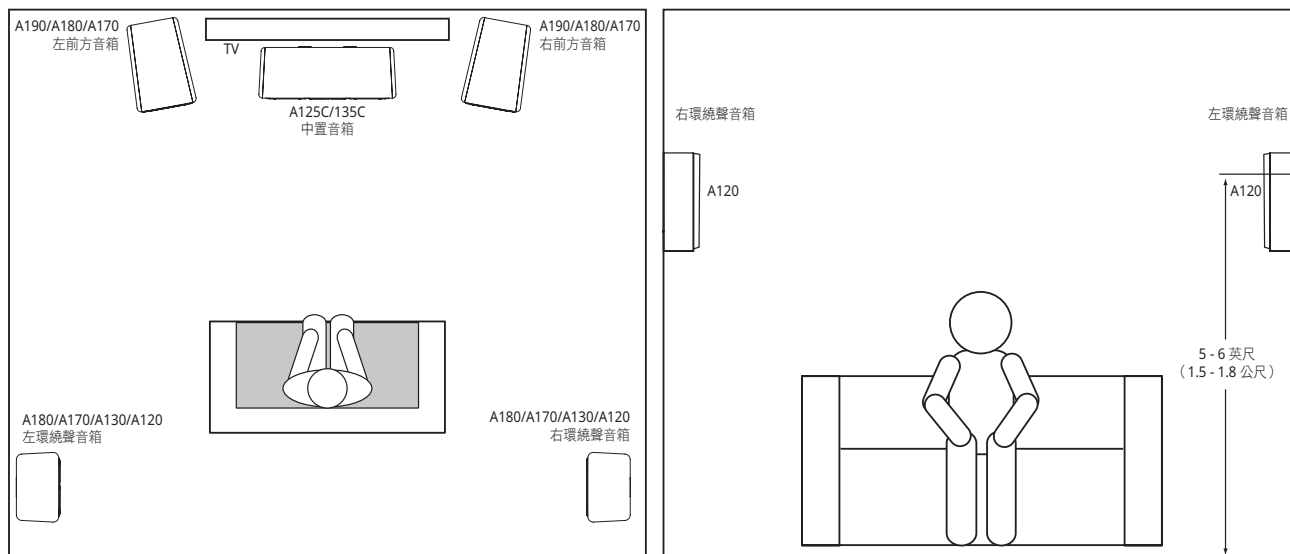 A190/A180/A170
左前方音箱
TV
A190/A180/A170
右前方音箱
A125C/135C
中置音箱
A180/A170/A130/A120
左環繞聲音箱
A180/A170/A130/A120
右環繞聲音箱
右環繞聲音箱
A120
左環繞聲音箱
A120
5 - 6 英尺
（1.5 - 1.8 公尺）